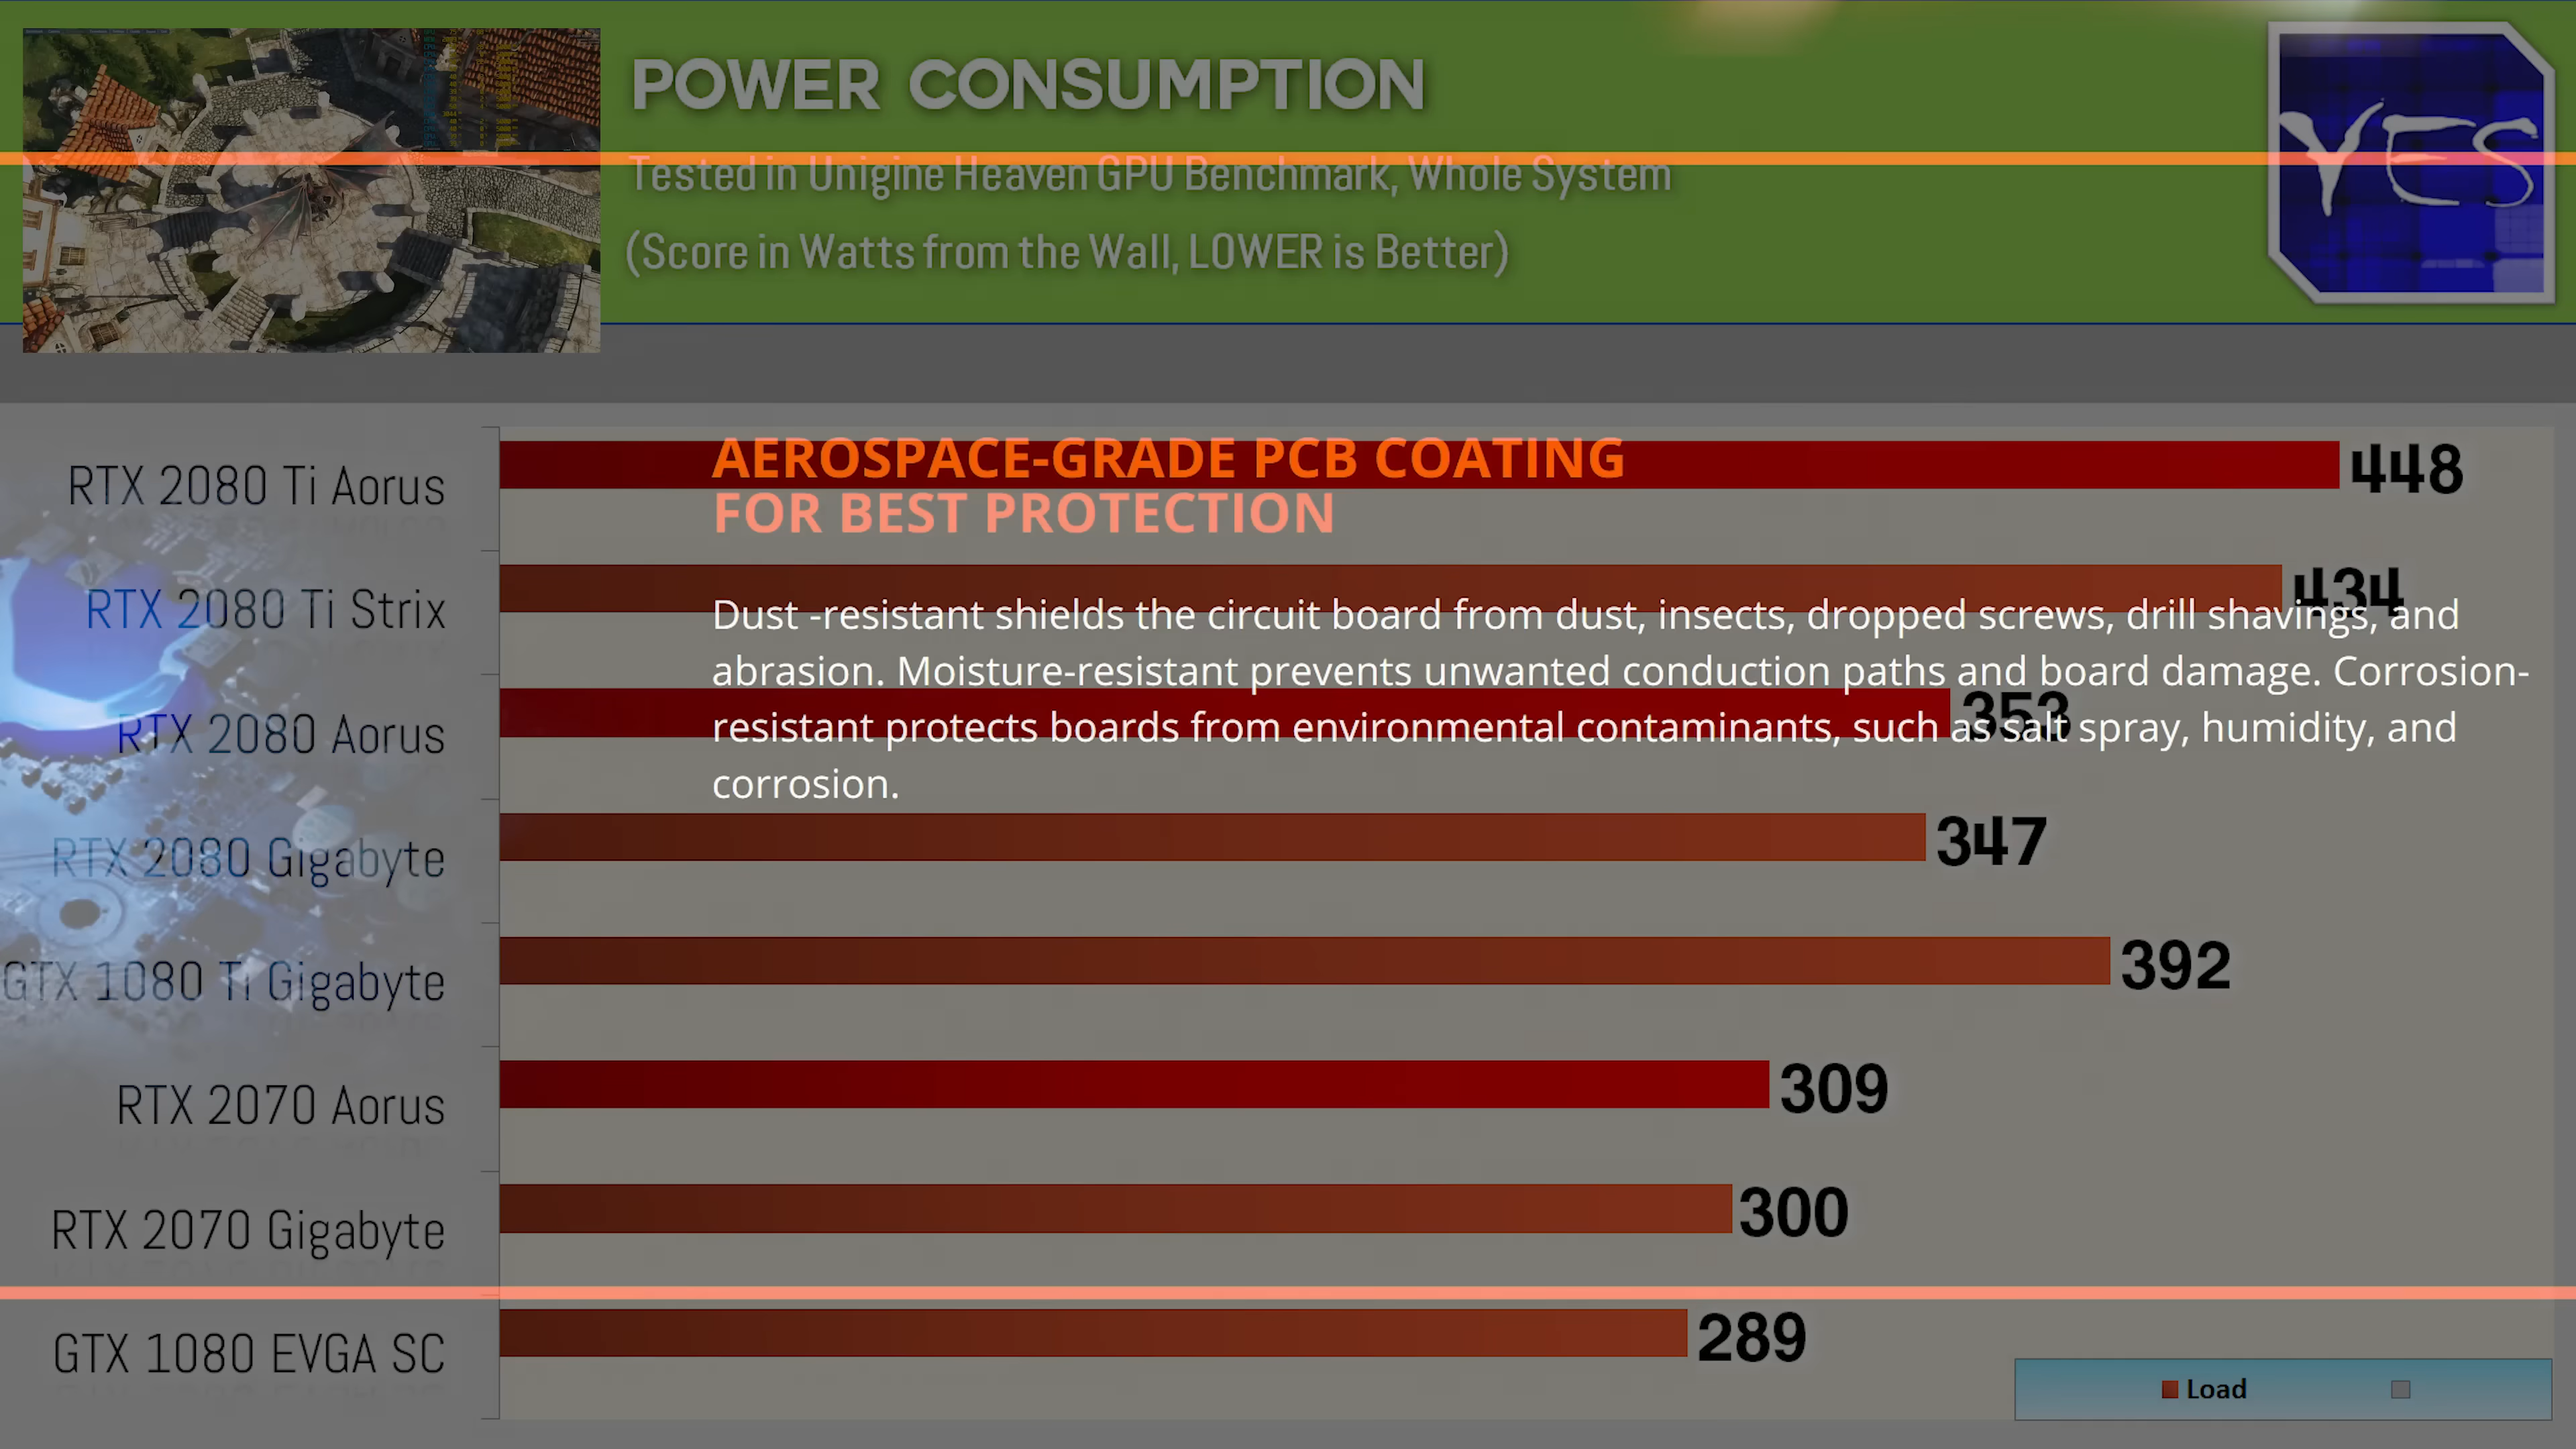 POWER CONSUMPTION
Tested in Unigine Heaven GPU Benchmark, Whole System
(Score in Watts from the Wall, LOWER is Better)
YES
RTX 2080 Ti Aorus 448
AEROSPACE-GRADE PCB COATING
FOR BEST PROTECTION
RTX 2080 Ti Strix 434
Dust -resistant shields the circuit board from dust, insects, dropped screws, drill shavings, and
abrasion. Moisture-resistant prevents unwanted conduction paths and board damage. Corrosion-
resistant protects boards from environmental contaminants, such as salt spray, humidity, and
corrosion.
RTX 2080 Aorus 353
RTX 2080 Gigabyte 347
GTX 1080 Ti Gigabyte 392
RTX 2070 Aorus 309
RTX 2070 Gigabyte 300
GTX 1080 EVGA SC 289
Load